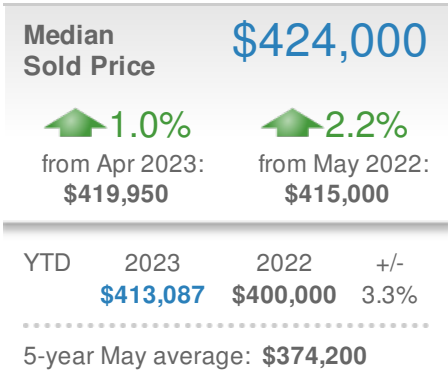 Median $424,000
Sold Price
1.0% 2.2%
from Apr 2023: from May 2022:
$419,950 $415,000
YTD 2023 2022 +/-
$413,087 $400,000 3.3%
5-year May average: $374,200